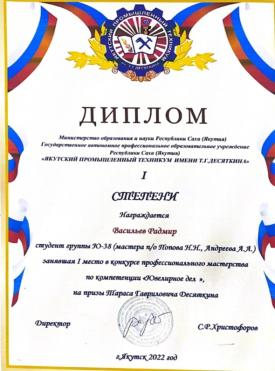 ДИПЛОМ
Министерство образования и науки Республики Саха (Якутия)
Государственное автономное профессиональное образовательное учреждение
Республики Саха (Якутия)
«ЯКУТСКИЙ ПРОМЫШЛЕННЫЙ ТЕХНИКУМ ИМЕНИ Т.Г.ДЕСЯТКИНА»
I
СТЕПЕНИ
Награждается
Васильев Радмир
студент группы Ю-38 (мастера п/о Попова Н.Н., Андреева А.А.)
занявшая I место в конкурсе профессионального мастерства
по компетенции «Ювелирное дел »,
на призы Тараса Гавриловича Десяткина
Директор С.Р.Христофоров
г.Якутск 2022 год